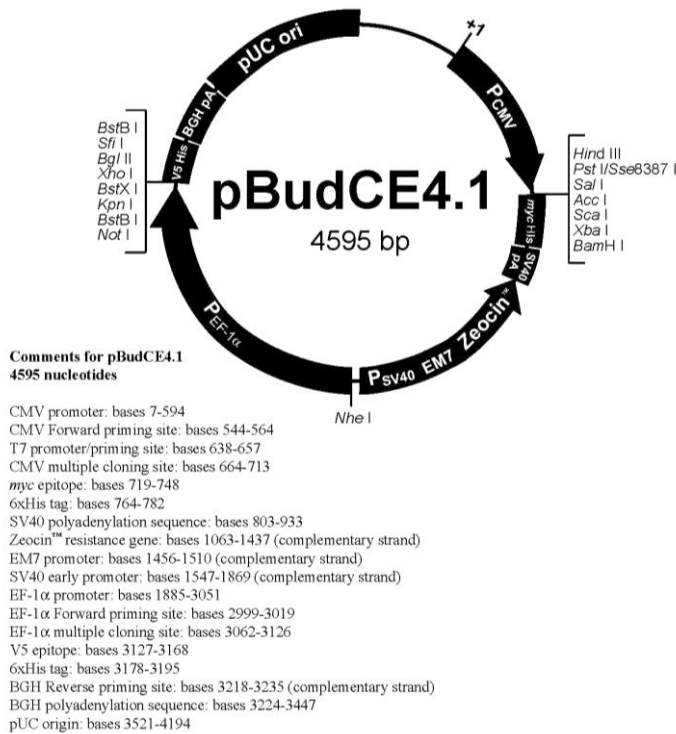 pUC ori
+1
BGH pA
PCMV
V5 His
BstB I
Sfi I
Bgl II
Xho I
BstX I
Kpn I
BstB I
Not I
pBudCE4.1
4595 bp
Hind III
Pst I/Sse8387 I
Sal I
Acc I
Sca I
Xba I
BamH I
myc His
SV40 pA
PEF-1α
PSV40 EM7 Zeocin™
Nhe I
Comments for pBudCE4.1
4595 nucleotides
CMV promoter: bases 7-594
CMV Forward priming site: bases 544-564
T7 promoter/priming site: bases 638-657
CMV multiple cloning site: bases 664-713
myc epitope: bases 719-748
6xHis tag: bases 764-782
SV40 polyadenylation sequence: bases 803-933
Zeocin™ resistance gene: bases 1063-1437 (complementary strand)
EM7 promoter: bases 1456-1510 (complementary strand)
SV40 early promoter: bases 1547-1869 (complementary strand)
EF-1α promoter: bases 1885-3051
EF-1α Forward priming site: bases 2999-3019
EF-1α multiple cloning site: bases 3062-3126
V5 epitope: bases 3127-3168
6xHis tag: bases 3178-3195
BGH Reverse priming site: bases 3218-3235 (complementary strand)
BGH polyadenylation sequence: bases 3224-3447
pUC origin: bases 3521-4194